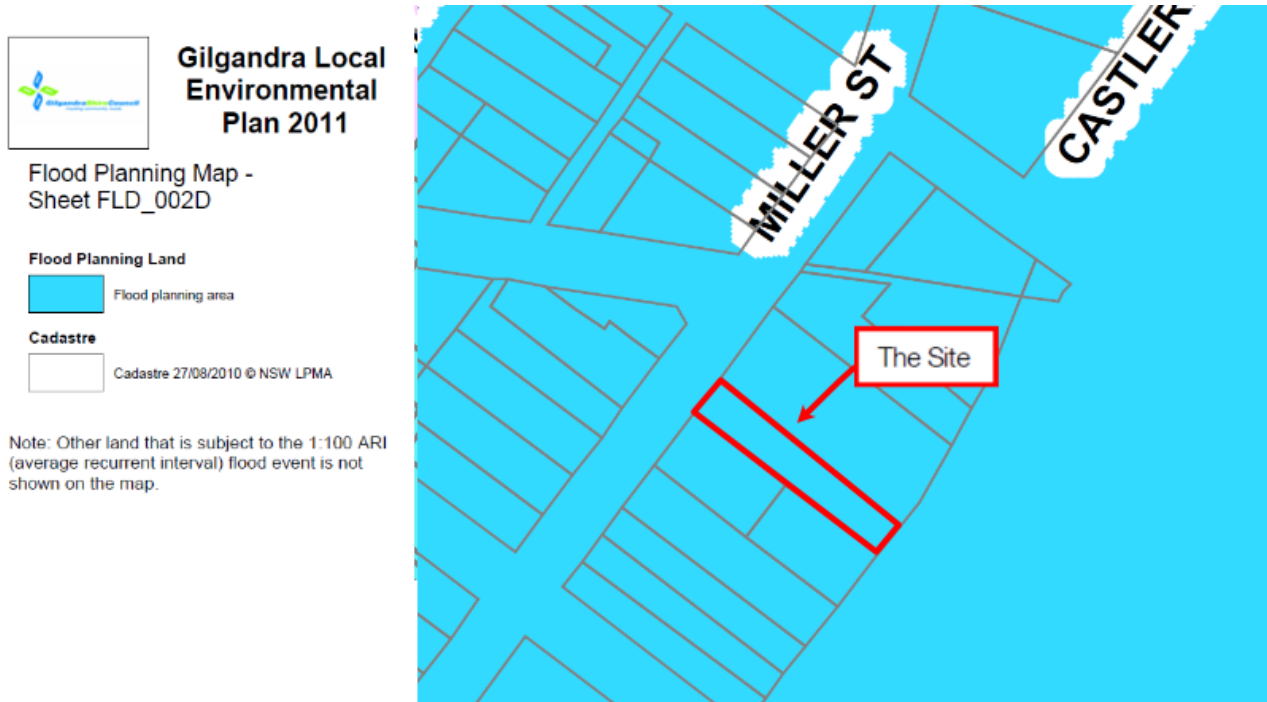 Gilgandra Local
Environmental
Plan 2011
GilgandraShireCouncil
Flood Planning Map -
Sheet FLD_002D
Flood Planning Land
Flood planning area
Cadastre
Cadastre 27/08/2010 © NSW LPMA
Note: Other land that is subject to the 1:100 ARI
(average recurrent interval) flood event is not
shown on the map.
MILLER ST
CASTLER
The Site